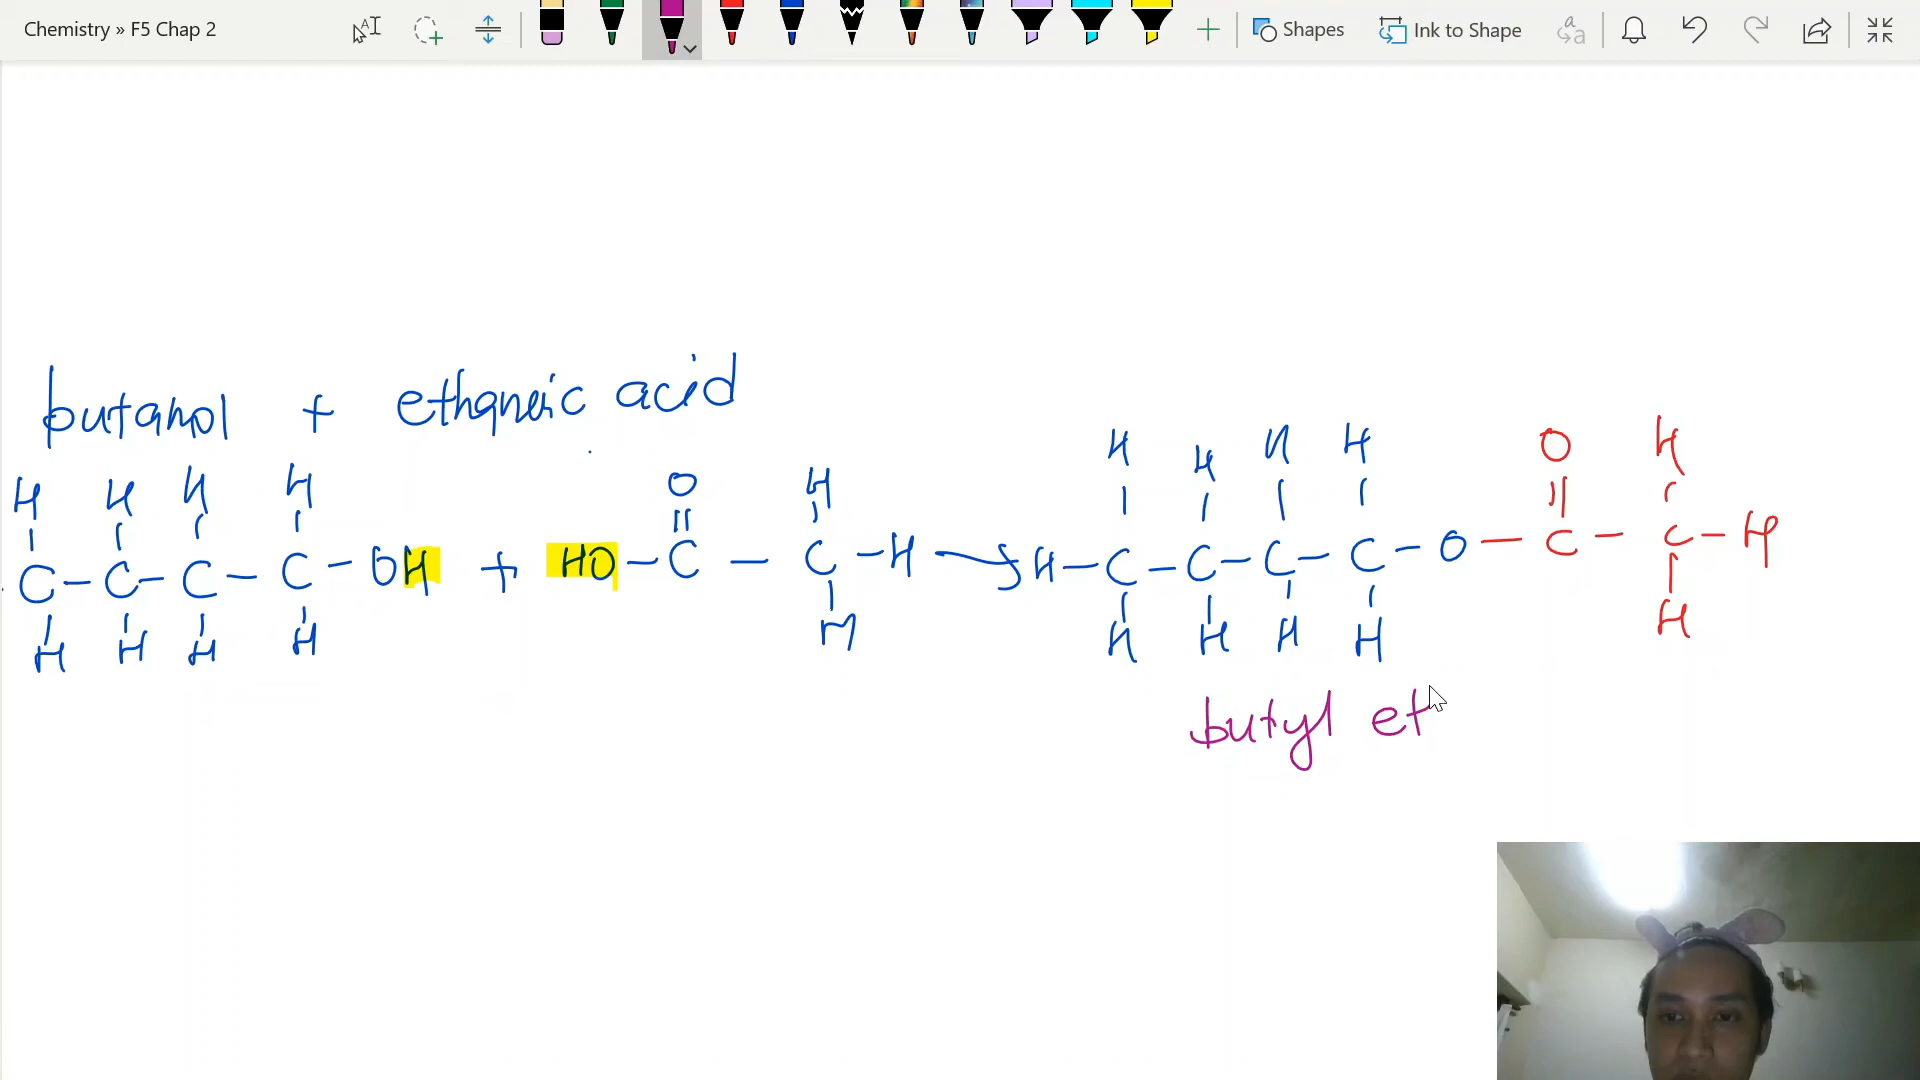 Chemistry » F5 Chap 2
Shapes
Ink to Shape
butanol + ethanoic acid
H H H H O H H H H H O H
C - C - C - C - OH + HO - C - C - H → H - C - C - C - C - O - C - C - H
H H H H H H H H H H
butyl et